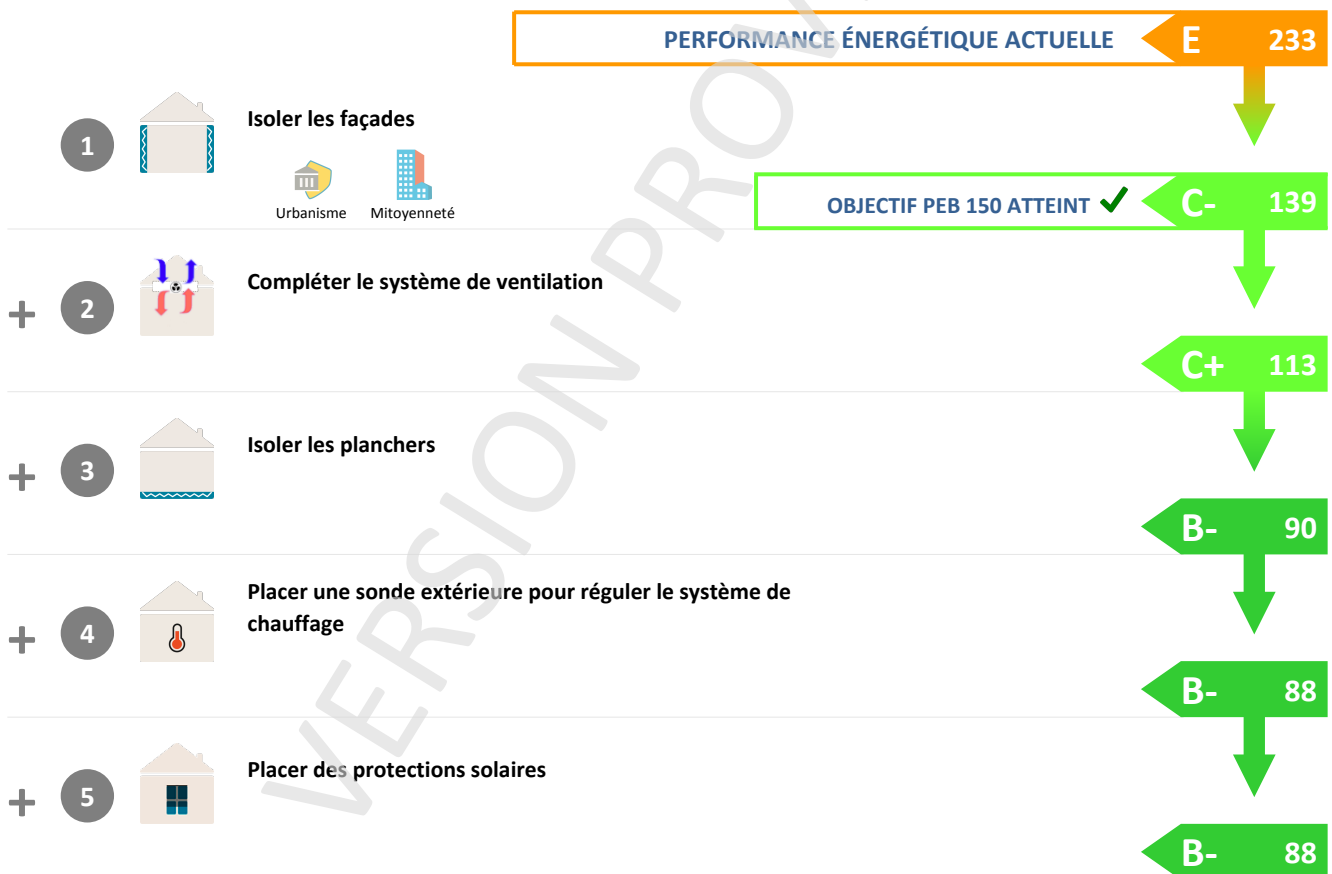 PERFORMANCE ÉNERGÉTIQUE ACTUELLE E 233
1 Isoler les façades
Urbanisme Mitoyenneté
OBJECTIF PEB 150 ATTEINT ✓ C- 139
+ 2 Compléter le système de ventilation
C+ 113
+ 3 Isoler les planchers
B- 90
+ 4 Placer une sonde extérieure pour réguler le système de
chauffage
B- 88
+ 5 Placer des protections solaires
B- 88
VERSION PROV